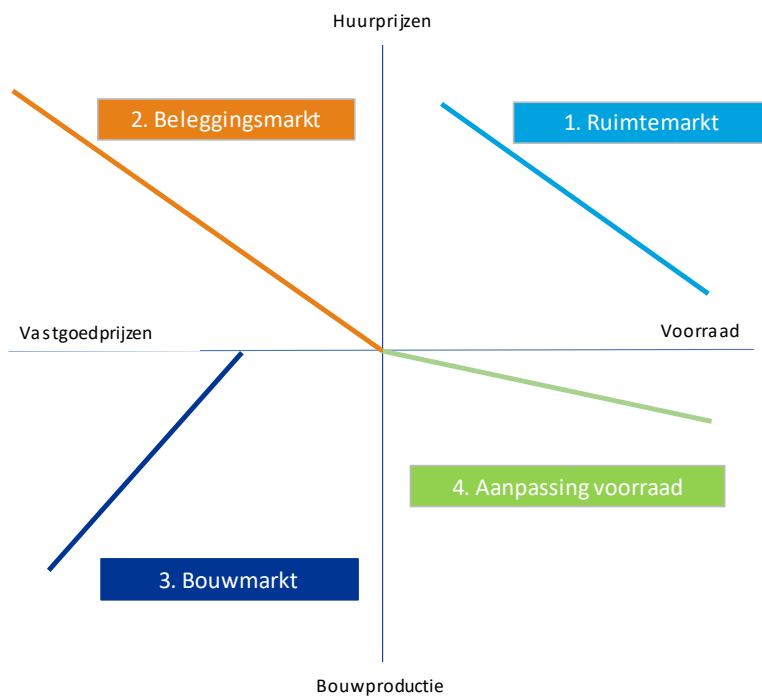 Huurprijzen
2. Beleggingsmarkt
1. Ruimtemarkt
Vastgoedprijzen
Voorraad
4. Aanpassing voorraad
3. Bouwmarkt
Bouwproductie